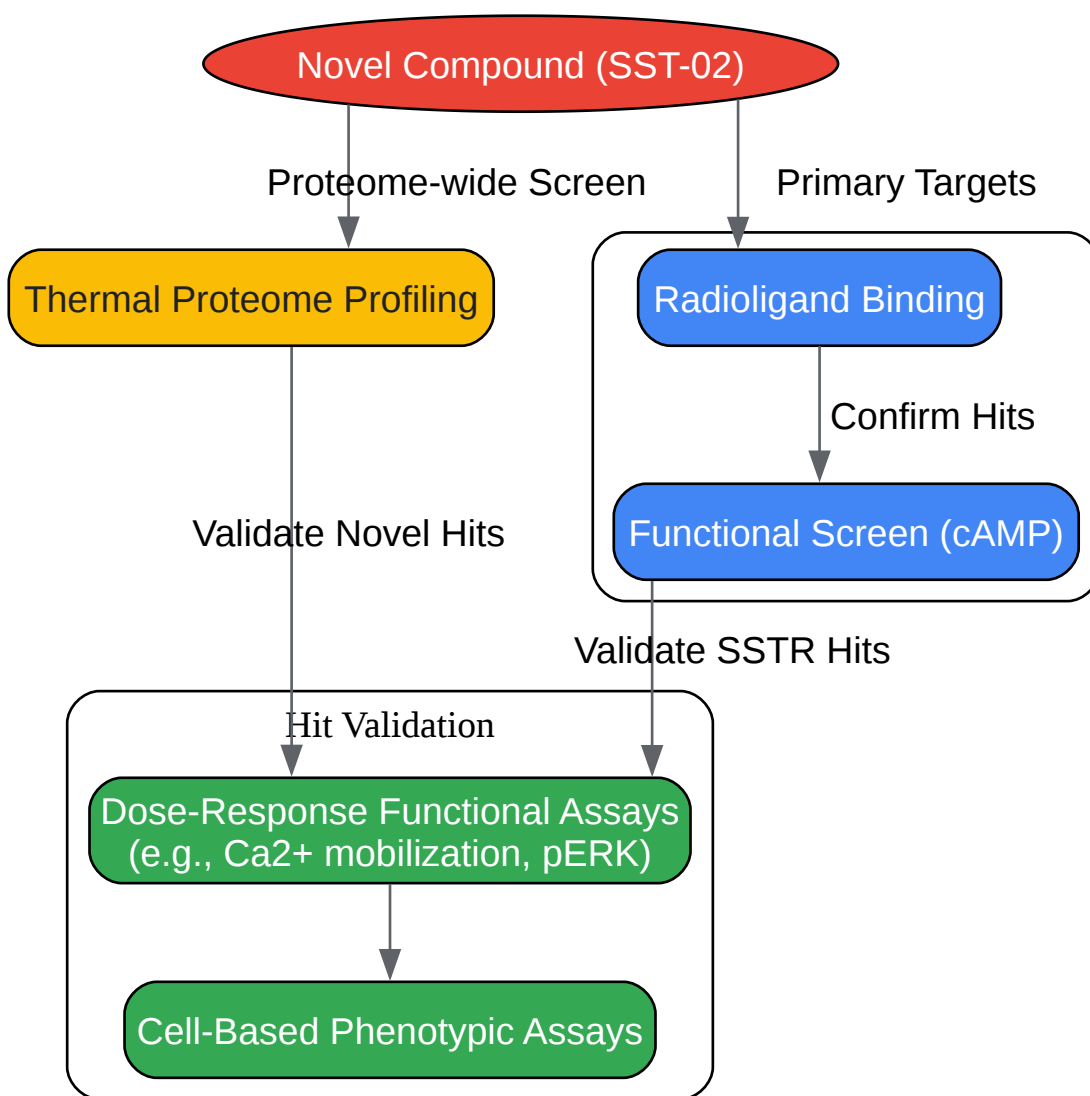 Novel Compound (SST-02)
Proteome-wide Screen
Primary Targets
Thermal Proteome Profiling
Radioligand Binding
Confirm Hits
Validate Novel Hits
Functional Screen (cAMP)
Validate SSTR Hits
Hit Validation
Dose-Response Functional Assays
(e.g., Ca2+ mobilization, pERK)
Cell-Based Phenotypic Assays